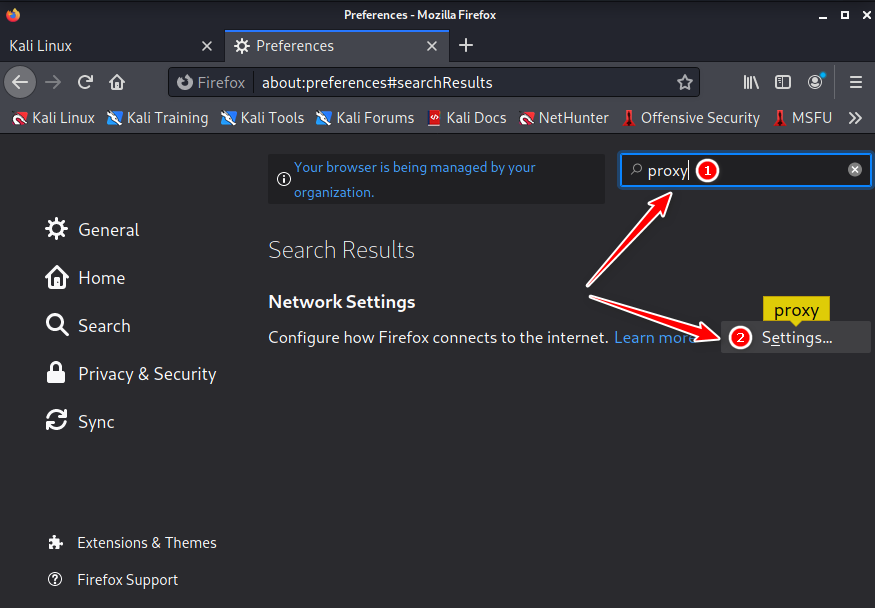 Preferences - Mozilla Firefox
Kali Linux
Preferences
Firefox about:preferences#searchResults
Kali Linux Kali Training Kali Tools Kali Forums Kali Docs NetHunter Offensive Security MSFU
Your browser is being managed by your
organization.
proxy 1
General
Search Results
Home
Network Settings
proxy
Search
Configure how Firefox connects to the internet. Learn more 2 Settings...
Privacy & Security
Sync
Extensions & Themes
Firefox Support